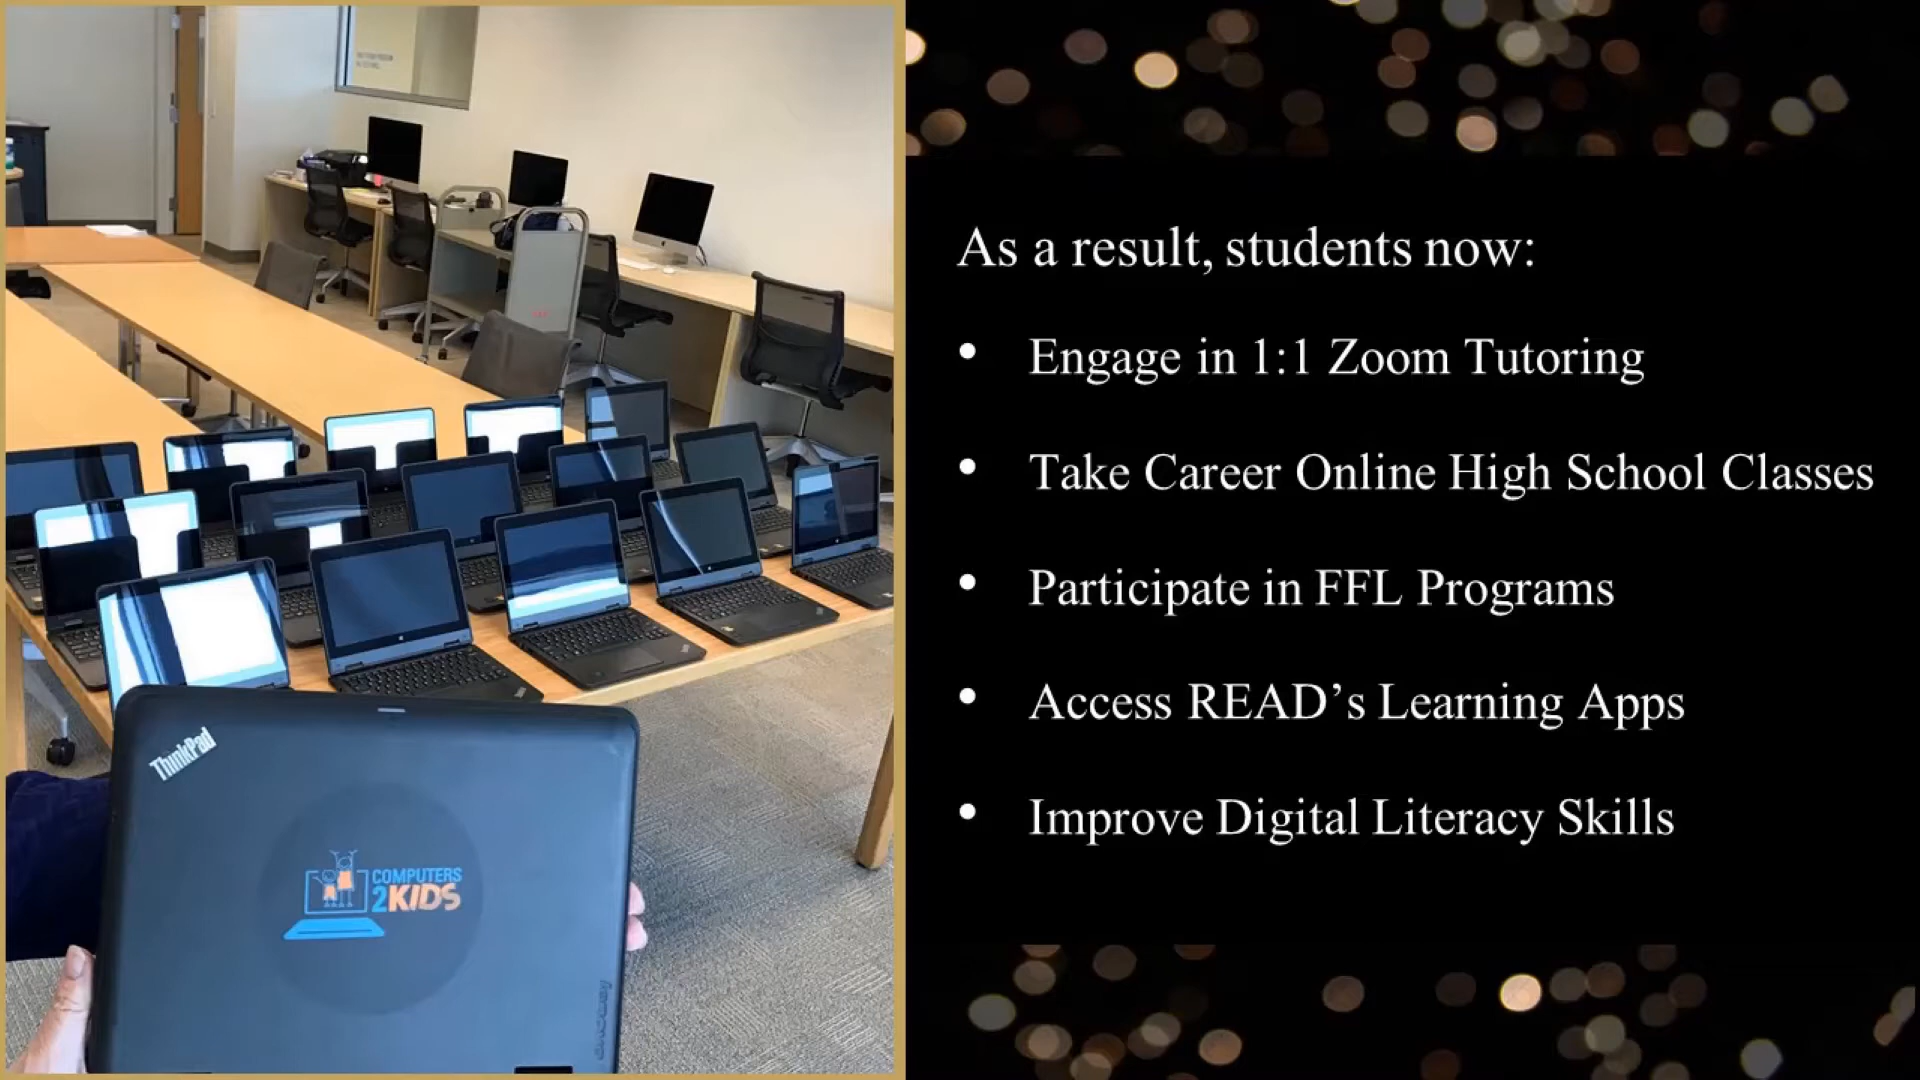 As a result, students now:
• Engage in 1:1 Zoom Tutoring
• Take Career Online High School Classes
• Participate in FFL Programs
• Access READ’s Learning Apps
• Improve Digital Literacy Skills
ThinkPad
COMPUTERS
2KIDS
lenovo